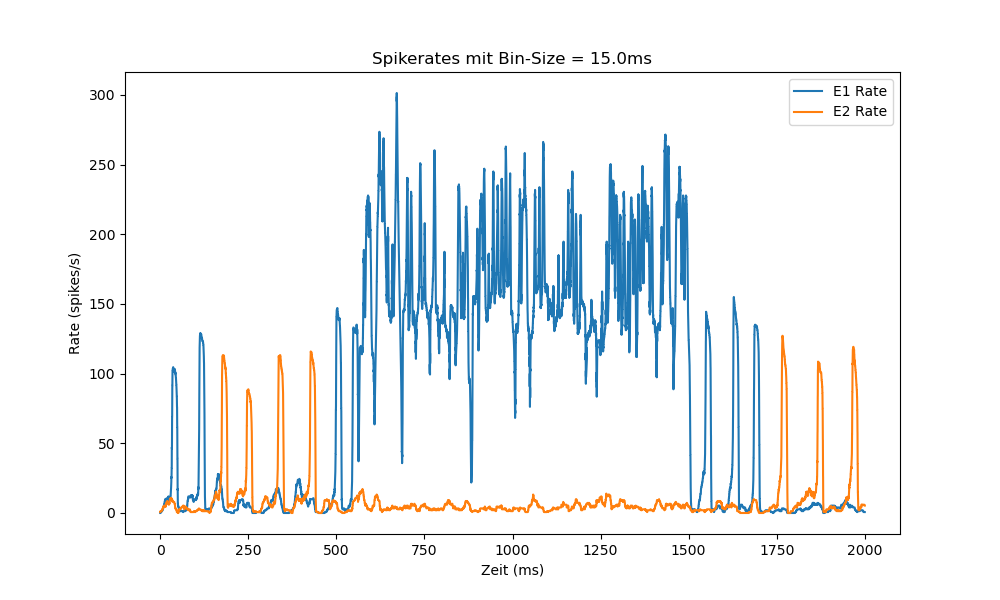 Spikerates mit Bin-Size = 15.0ms
E1 Rate
E2 Rate
Rate (spikes/s)
300
250
200
150
100
50
0
0 250 500 750 1000 1250 1500 1750 2000
Zeit (ms)